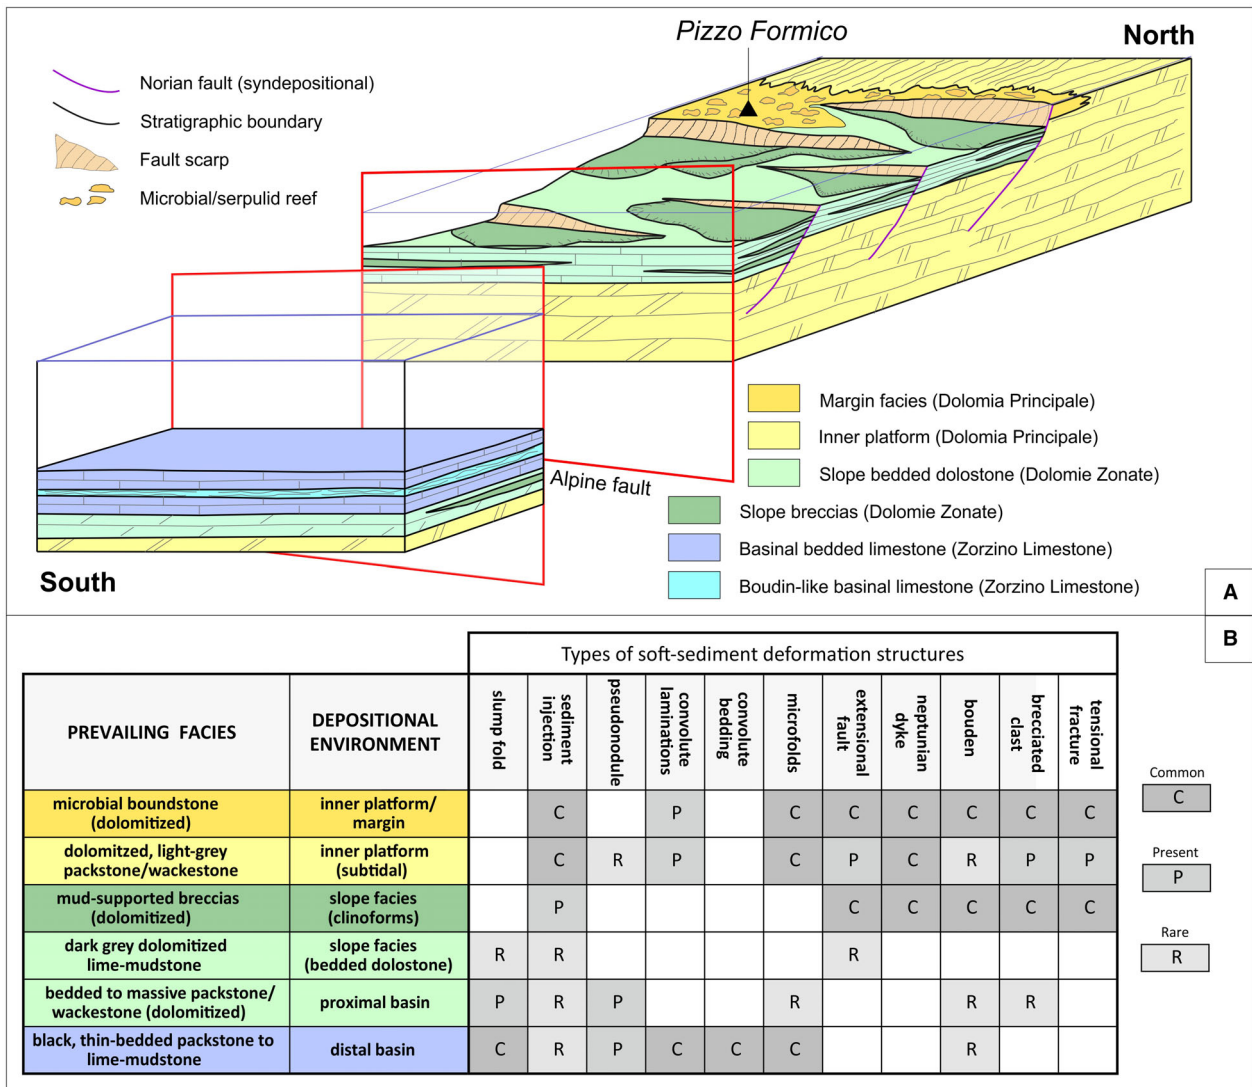 Pizzo Formico
North
Norian fault (syndepositional)
Stratigraphic boundary
Fault scarp
Microbial/serpulid reef
Margin facies (Dolomia Principale)
Inner platform (Dolomia Principale)
Slope bedded dolostone (Dolomie Zonate)
Alpine fault
Slope breccias (Dolomie Zonate)
Basinal bedded limestone (Zorzino Limestone)
Boudin-like basinal limestone (Zorzino Limestone)
South
A
B
Types of soft-sediment deformation structures
PREVAILING FACIES
DEPOSITIONAL
ENVIRONMENT
slump fold
sediment
injection
pseudonodule
convolute
laminations
convolute
bedding
microfolds
extensional
fault
neptunian
dyke
bouden
brecciated
clast
tensional
fracture
microbial boundstone
(dolomitized)
inner platform/
margin
C P C C C C C C
dolomitzed, light-grey
packstone/wackestone
inner platform
(subtidal)
C R P C P C R P P
mud-supported breccias
(dolomitized)
slope facies
(clinoforms)
P C C C C C
dark grey dolomitized
lime-mudstone
slope facies
(bedded dolostone)
R R R
bedded to massive packstone/
wackestone (dolomitized)
proximal basin
P R P R R R
black, thin-bedded packstone to
lime-mudstone
distal basin
C R P C C C R
Common
C
Present
P
Rare
R